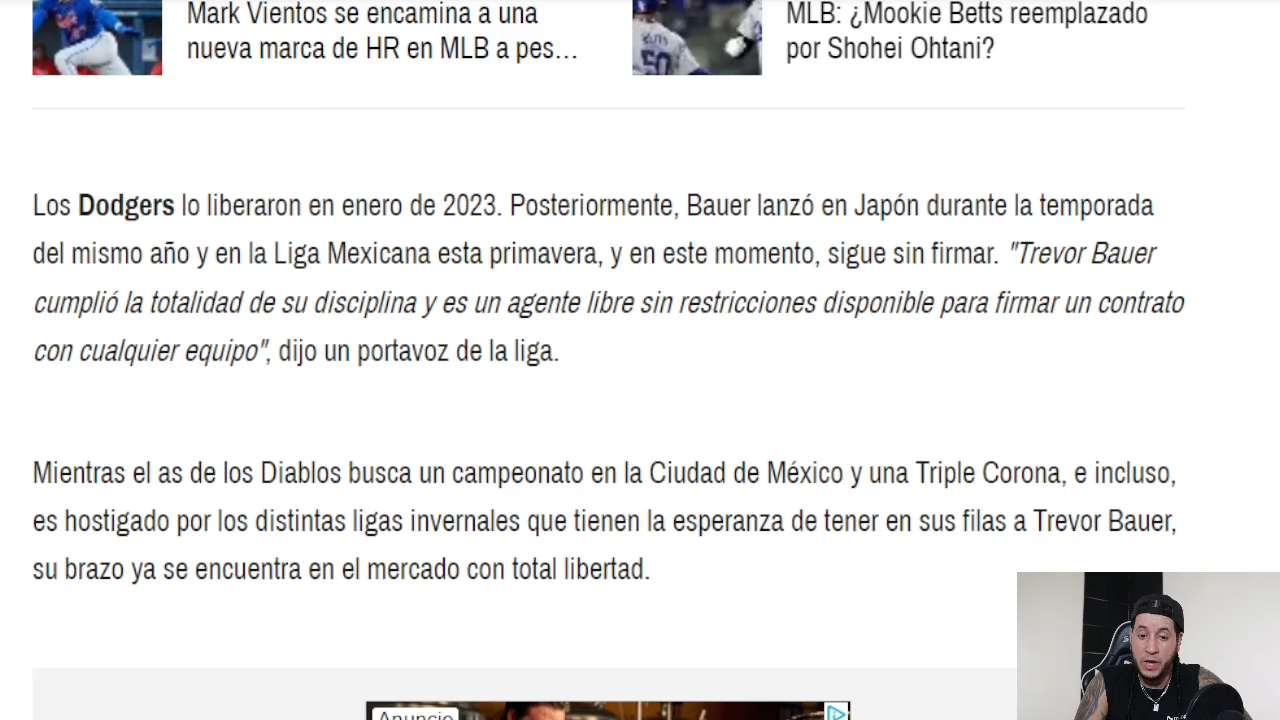 Mark Vientos se encamina a una
nueva marca de HR en MLB a pes...
MLB: ¿Mookie Betts reemplazado
por Shohei Ohtani?
50
Los Dodgers lo liberaron en enero de 2023. Posteriormente, Bauer lanzó en Japón durante la temporada
del mismo año y en la Liga Mexicana esta primavera, y en este momento, sigue sin firmar. "Trevor Bauer
cumplió la totalidad de su disciplina y es un agente libre sin restricciones disponible para firmar un contrato
con cualquier equipo", dijo un portavoz de la liga.
Mientras el as de los Diablos busca un campeonato en la Ciudad de México y una Triple Corona, e incluso,
es hostigado por los distintas ligas invernales que tienen la esperanza de tener en sus filas a Trevor Bauer,
su brazo ya se encuentra en el mercado con total libertad.
Anuncio